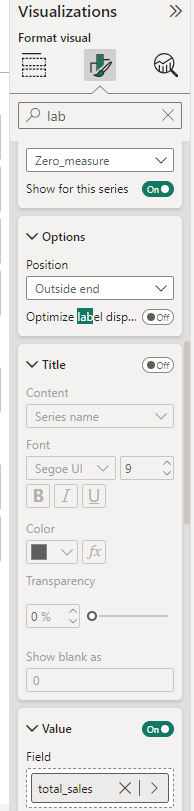 Visualizations
Format visual
lab
Zero_measure
Show for this series On
Options
Position
Outside end
Optimize label disp... Off
Title Off
Content
Series name
Font
Segoe UI 9
B I U
Color
fx
Transparency
0 %
Show blank as
0
Value On
Field
total_sales